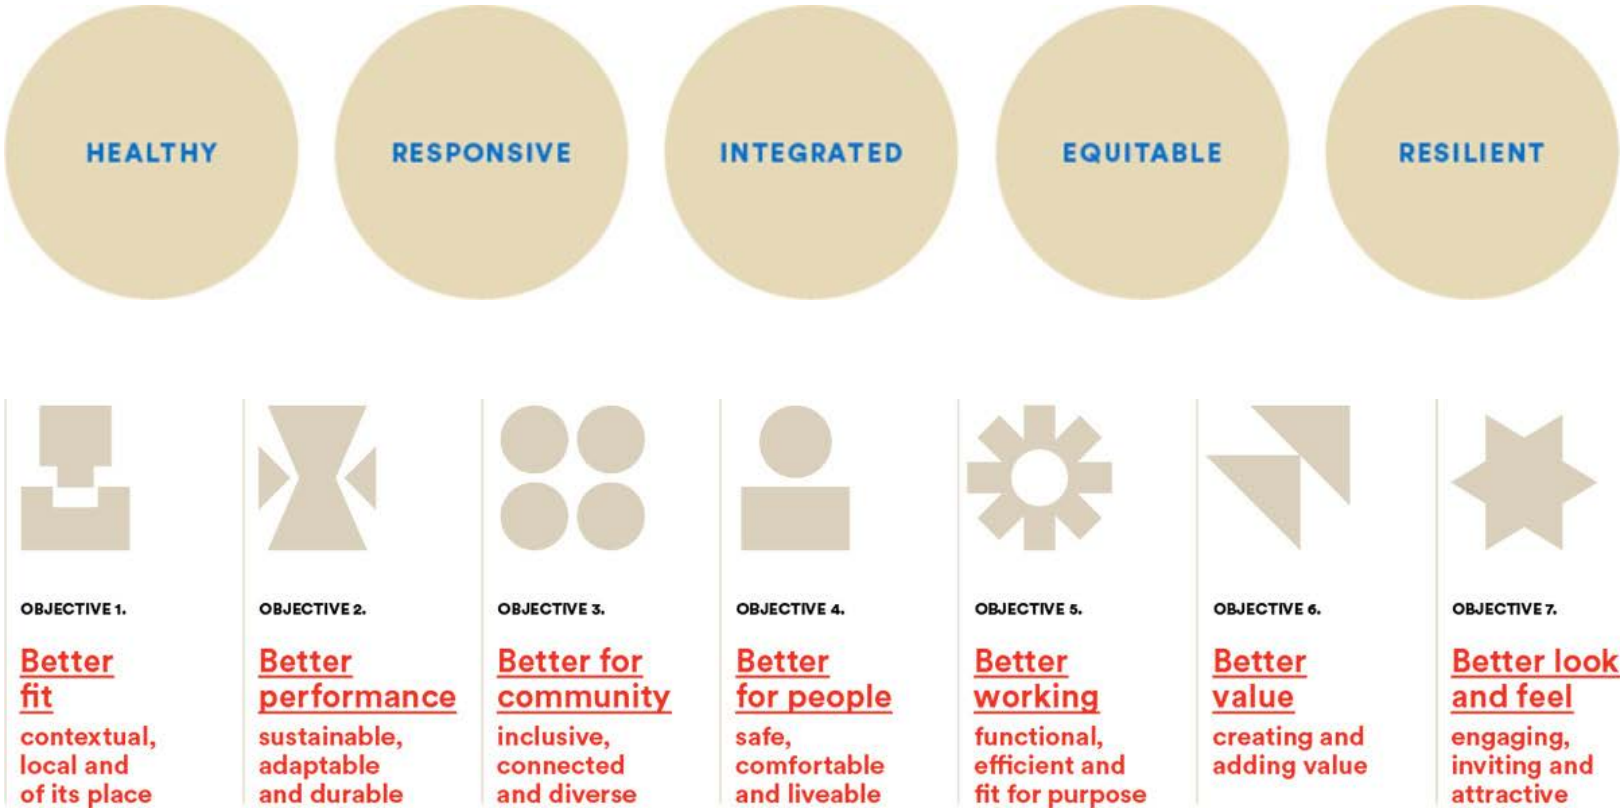 HEALTHY
RESPONSIVE
INTEGRATED
EQUITABLE
RESILIENT
OBJECTIVE 1.
Better
fit
contextual,
local and
of its place
OBJECTIVE 2.
Better
performance
sustainable,
adaptable
and durable
OBJECTIVE 3.
Better for
community
inclusive,
connected
and diverse
OBJECTIVE 4.
Better
for people
safe,
comfortable
and liveable
OBJECTIVE 5.
Better
working
functional,
efficient and
fit for purpose
OBJECTIVE 6.
Better
value
creating and
adding value
OBJECTIVE 7.
Better look
and feel
engaging,
inviting and
attractive